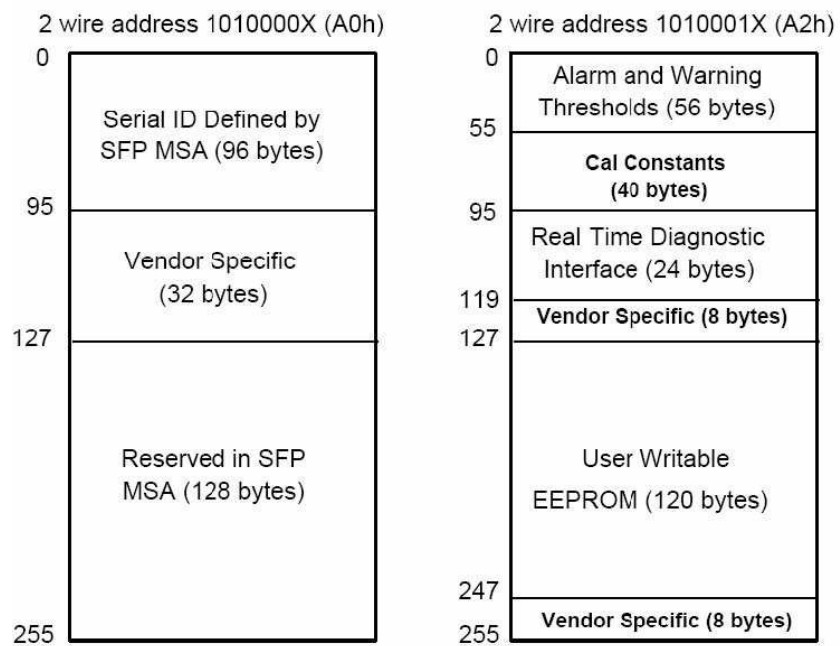 2 wire address 1010000X (A0h)
0
Serial ID Defined by
SFP MSA (96 bytes)
95
Vendor Specific
(32 bytes)
127
Reserved in SFP
MSA (128 bytes)
255
2 wire address 1010001X (A2h)
0
Alarm and Warning
Thresholds (56 bytes)
55
Cal Constants
(40 bytes)
95
Real Time Diagnostic
Interface (24 bytes)
119
Vendor Specific (8 bytes)
127
User Writable
EEPROM (120 bytes)
247
Vendor Specific (8 bytes)
255